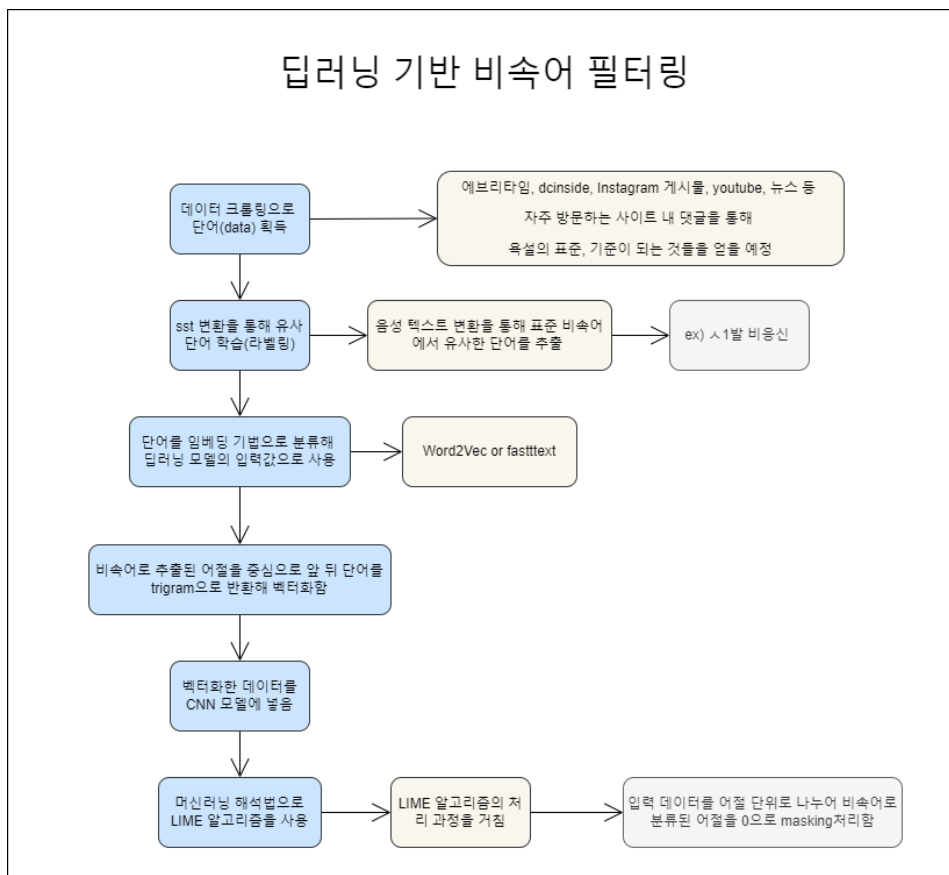 딥러닝 기반 비속어 필터링
데이터 크롤링으로
단어(data) 획득
에브리타임, dcinside, Instagram 게시물, youtube, 뉴스 등
자주 방문하는 사이트 내 댓글을 통해
욕설의 표준, 기준이 되는 것들을 얻을 예정
sst 변환을 통해 유사
단어 학습(라벨링)
음성 텍스트 변환을 통해 표준 비속어
에서 유사한 단어를 추출
ex) ㅅ1발 비응신
단어를 임베딩 기법으로 분류해
딥러닝 모델의 입력값으로 사용
Word2Vec or fastttext
비속어로 추출된 어절을 중심으로 앞 뒤 단어를
trigram으로 반환해 벡터화함
벡터화한 데이터를
CNN 모델에 넣음
머신러닝 해석법으로
LIME 알고리즘을 사용
LIME 알고리즘의 처
리 과정을 거침
입력 데이터를 어절 단위로 나누어 비속어로
분류된 어절을 0으로 masking처리함